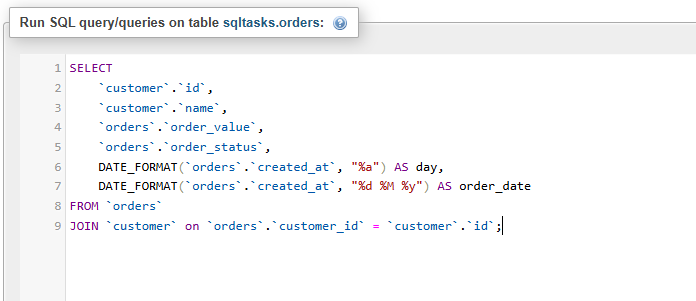 Run SQL query/queries on table sqltasks.orders:
1 SELECT
2 `customer`.`id`,
3 `customer`.`name`,
4 `orders`.`order_value`,
5 `orders`.`order_status`,
6 DATE_FORMAT(`orders`.`created_at`, "%a") AS day,
7 DATE_FORMAT(`orders`.`created_at`, "%d %M %y") AS order_date
8 FROM `orders`
9 JOIN `customer` on `orders`.`customer_id` = `customer`.`id`;